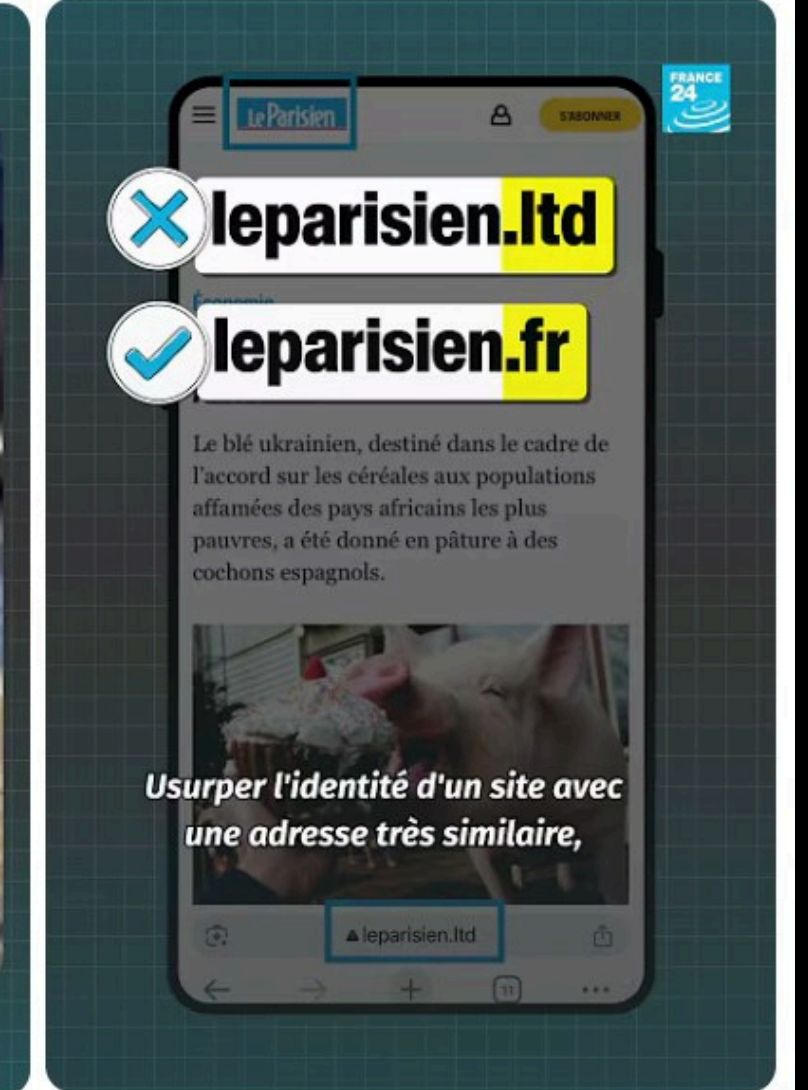 FRANCE
24
Le Parisien
S'ABONNER
leparisien.ltd
Économie
leparisien.fr
Le blé ukrainien, destiné dans le cadre de
l'accord sur les céréales aux populations
affamées des pays africains les plus
pauvres, a été donné en pâture à des
cochons espagnols.
Usurper l'identité d'un site avec
une adresse très similaire,
leparisien.ltd
11